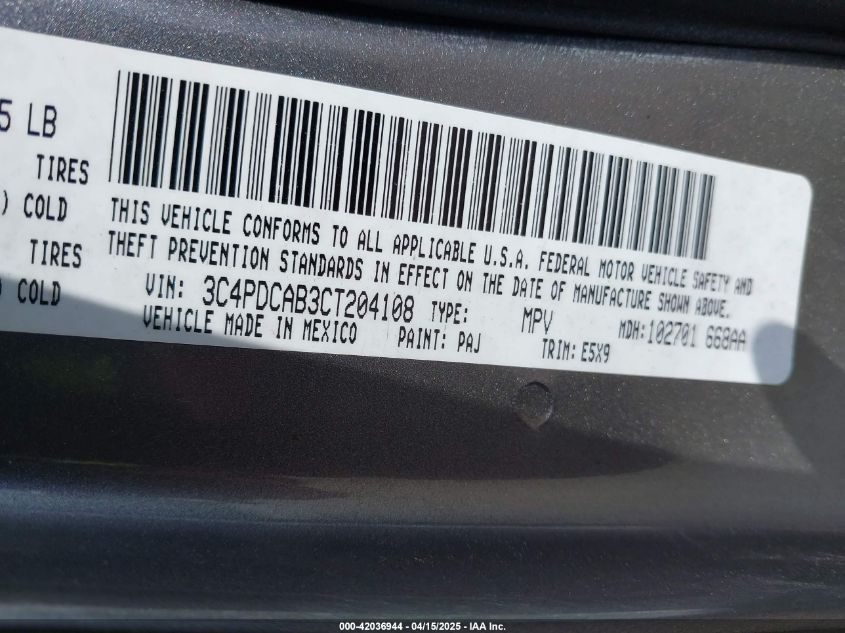 5 LB
TIRES
) COLD
TIRES
) COLD
THIS VEHICLE CONFORMS TO ALL APPLICABLE U.S.A. FEDERAL MOTOR VEHICLE SAFETY AND
THEFT PREVENTION STANDARDS IN EFFECT ON THE DATE OF MANUFACTURE SHOWN ABOVE.
VIN: 3C4PDCAB3CT204108 TYPE: MPV MDH:102701 668AA
VEHICLE MADE IN MEXICO PAINT: PAJ TRIM: E5X9
000-42036944 - 04/15/2025 - IAA Inc.